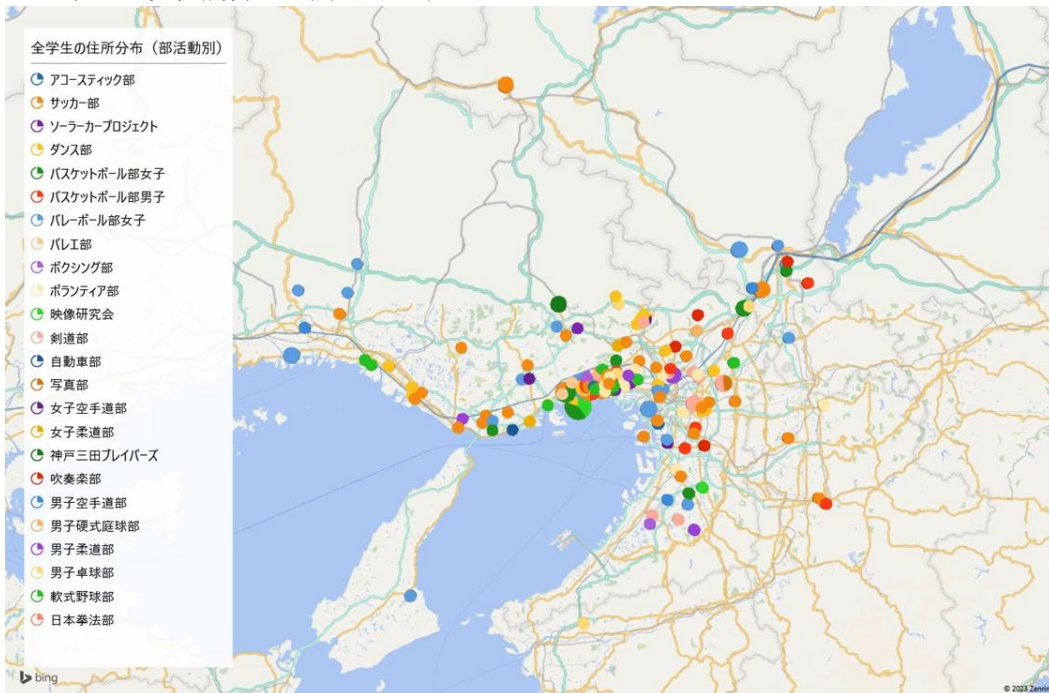 全学生の住所分布（部活動別）
アコースティック部
サッカー部
ソーラーカープロジェクト
ダンス部
バスケットボール部女子
バスケットボール部男子
バレーボール部女子
バレエ部
ボクシング部
ボランティア部
映像研究会
剣道部
自動車部
写真部
女子空手道部
女子柔道部
神戸三田ブレイバーズ
吹奏楽部
男子空手道部
男子硬式庭球部
男子柔道部
男子卓球部
軟式野球部
日本拳法部
bing
© 2023 Zenrin